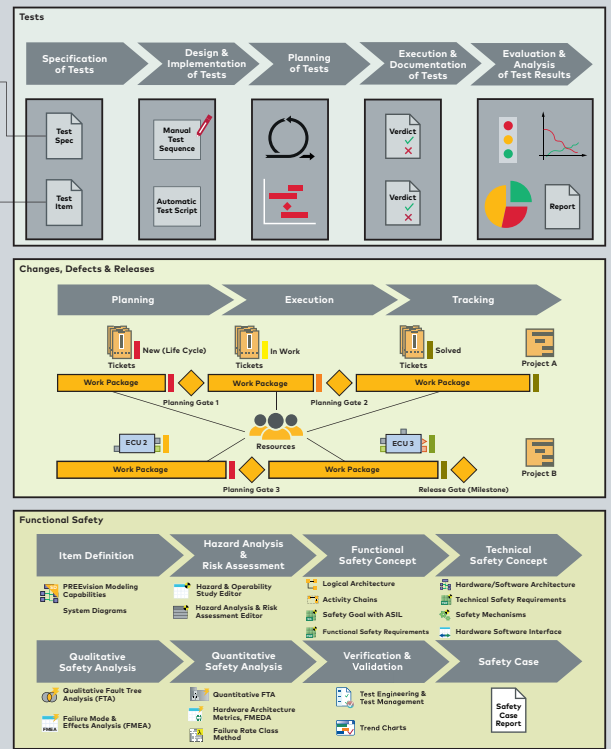 Tests
Specification
of Tests
Design &
Implementation
of Tests
Planning
of Tests
Execution &
Documentation
of Tests
Evaluation &
Analysis
of Test Results
Test
Spec
Manual
Test
Sequence
Verdict
Test
Item
Automatic
Test Script
Verdict
Report
Changes, Defects & Releases
Planning
Execution
Tracking
New (Life Cycle)
In Work
Solved
Tickets
Tickets
Tickets
Project A
Work Package
Work Package
Work Package
Planning Gate 1
Planning Gate 2
Resources
ECU 2
ECU 3
Work Package
Work Package
Project B
Planning Gate 3
Release Gate (Milestone)
Functional Safety
Item Definition
Hazard Analysis
&
Risk Assessment
Functional
Safety Concept
Technical
Safety Concept
PREEvision Modeling
Capabilities
System Diagrams
Hazard & Operability
Study Editor
Hazard Analysis & Risk
Assessment Editor
Logical Architecture
Activity Chains
Safety Goal with ASIL
Functional Safety Requirements
Hardware/Software Architecture
Technical Safety Requirements
Safety Mechanisms
Hardware Software Interface
Qualitative
Safety Analysis
Quantitative
Safety Analysis
Verification &
Validation
Safety Case
Qualitative Fault Tree
Analysis (FTA)
FMEA
Failure Mode &
Effects Analysis (FMEA)
Quantitative FTA
Hardware Architecture
Metrics, FMEDA
Failure Rate Class
Method
Test Engineering &
Test Management
Trend Charts
Safety
Case
Report